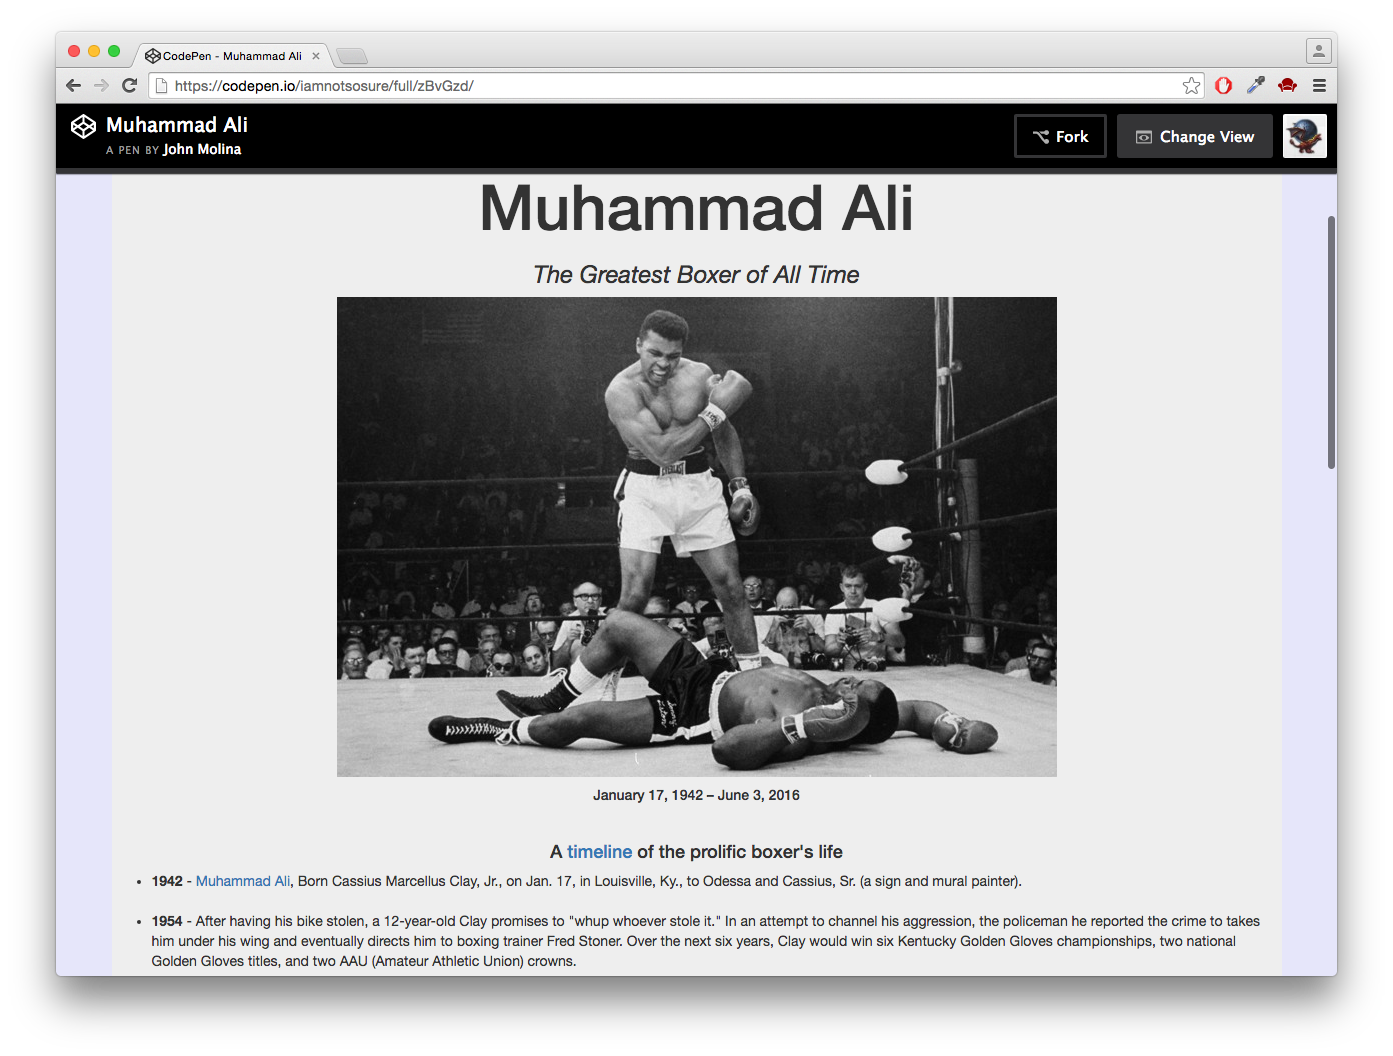 CodePen - Muhammad Ali
https://codepen.io/iamnotsosure/full/zBvGzd/
Muhammad Ali
A PEN BY John Molina
Fork
Change View
Muhammad Ali
The Greatest Boxer of All Time
EVERLAST
January 17, 1942 – June 3, 2016
A timeline of the prolific boxer's life
• 1942 - Muhammad Ali, Born Cassius Marcellus Clay, Jr., on Jan. 17, in Louisville, Ky., to Odessa and Cassius, Sr. (a sign and mural painter).
• 1954 - After having his bike stolen, a 12-year-old Clay promises to "whup whoever stole it." In an attempt to channel his aggression, the policeman he reported the crime to takes
him under his wing and eventually directs him to boxing trainer Fred Stoner. Over the next six years, Clay would win six Kentucky Golden Gloves championships, two national
Golden Gloves titles, and two AAU (Amateur Athletic Union) crowns.